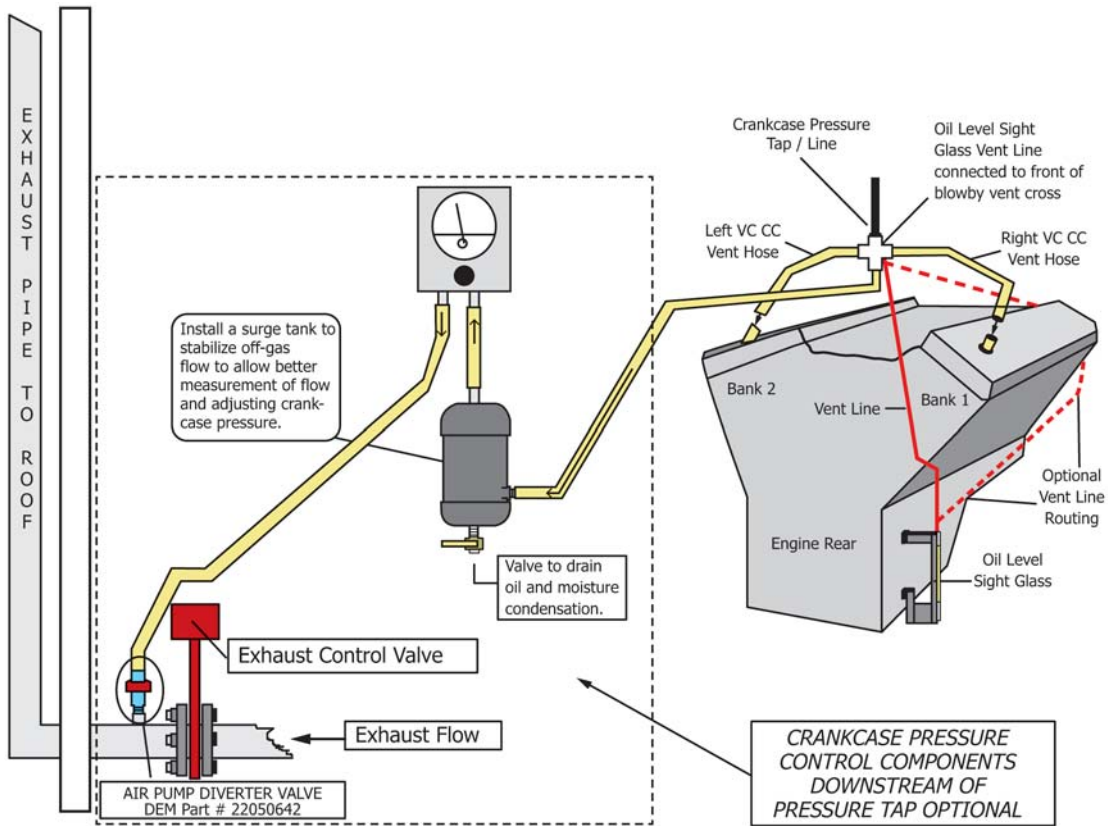 EXHAUST PIPE TO ROOF
Crankcase Pressure
Tap / Line
Oil Level Sight
Glass Vent Line
connected to front of
blowby vent cross
Left VC CC
Vent Hose
Right VC CC
Vent Hose
Install a surge tank to
stabilize off-gas
flow to allow better
measurement of flow
and adjusting crank-
case pressure.
Bank 2
Vent Line
Bank 1
Optional
Vent Line
Routing
Engine Rear
Oil Level
Sight Glass
Valve to drain
oil and moisture
condensation.
Exhaust Control Valve
Exhaust Flow
AIR PUMP DIVERTER VALVE
DEM Part # 22050642
CRANKCASE PRESSURE
CONTROL COMPONENTS
DOWNSTREAM OF
PRESSURE TAP OPTIONAL